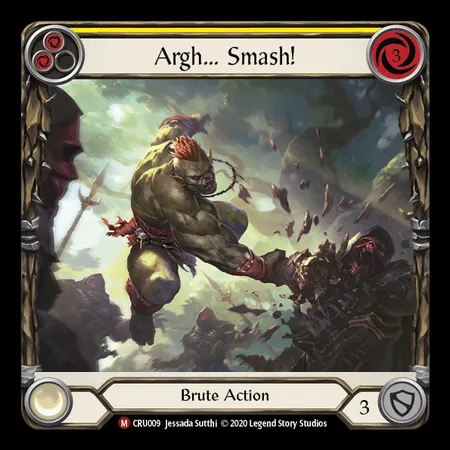 Argh... Smash!
3
Brute Action
3
M CRU009 Jessada Sutthi © 2020 Legend Story Studios